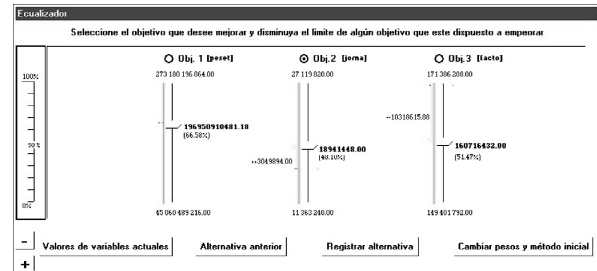 Ecualizador
Seleccione el objetivo que desee mejorar y disminuya el limite de algún objetivo que este dispuesto a empeorar
Obj. 1 [peset] Obj.2 [jorna] Obj.3 [lacto]
100% 273 180 196 864.00 27 119 820.00 171 386 288.00
--10318615.88
196950910481.18
(66.58%)
50% 18941448.00
(48.10%)
160716432.00
(51.47%)
--3049894.00
0% 45 060 489 216.00 11 363 240.00 149 401 792.00
- Valores de variables actuales Alternativa anterior Registrar alternativa Cambiar pesos y método inicial
+